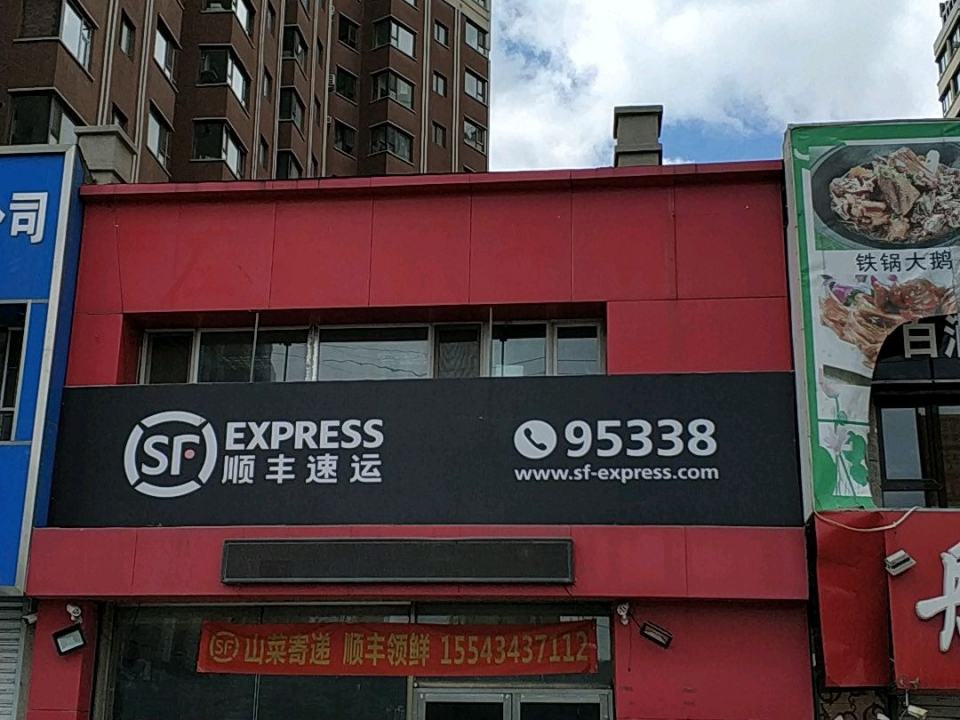 公司
铁锅大鹅
SF EXPRESS
顺丰速运
95338
www.sf-express.com
SF 山菜寄递 顺丰领鲜 15543437112